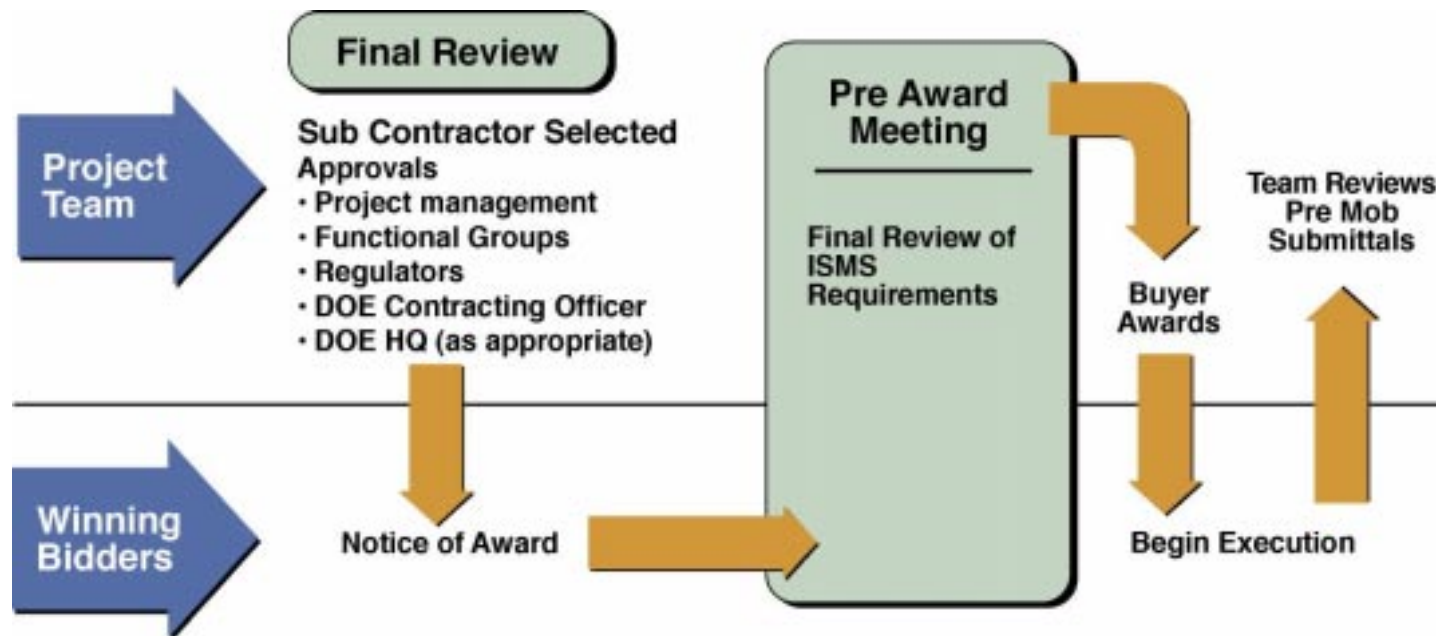 Final Review
Project
Team
Sub Contractor Selected
Approvals
· Project management
· Functional Groups
· Regulators
· DOE Contracting Officer
· DOE HQ (as appropriate)
Pre Award
Meeting
Final Review of
ISMS
Requirements
Buyer
Awards
Team Reviews
Pre Mob
Submittals
Winning
Bidders
Notice of Award
Begin Execution